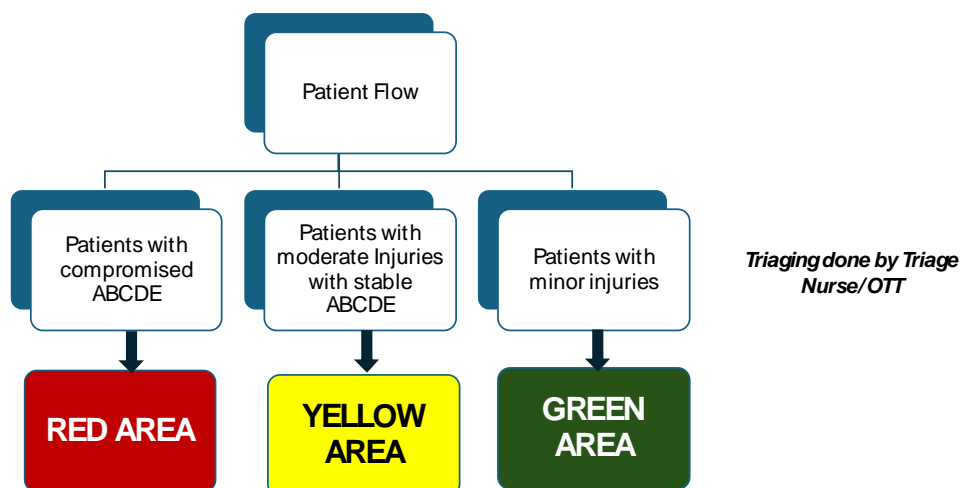 Patient Flow
Patients with
compromised
ABCDE
Patients with
moderate Injuries
with stable
ABCDE
Patients with
minor injuries
Triaging done by Triage
Nurse/OTT
RED AREA
YELLOW
AREA
GREEN
AREA